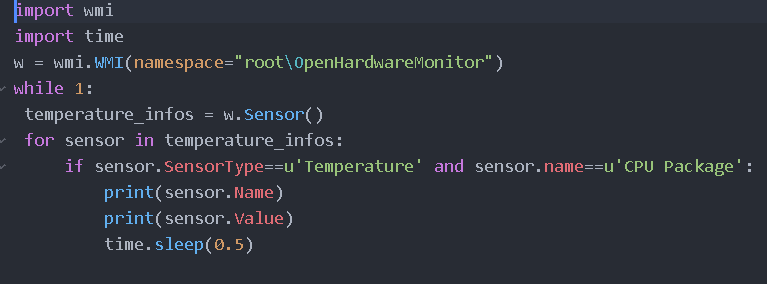 import wmi
import time
w = wmi.WMI(namespace="root\OpenHardwareMonitor")
while 1:
 temperature_infos = w.Sensor()
 for sensor in temperature_infos:
     if sensor.SensorType==u'Temperature' and sensor.name==u'CPU Package':
         print(sensor.Name)
         print(sensor.Value)
         time.sleep(0.5)